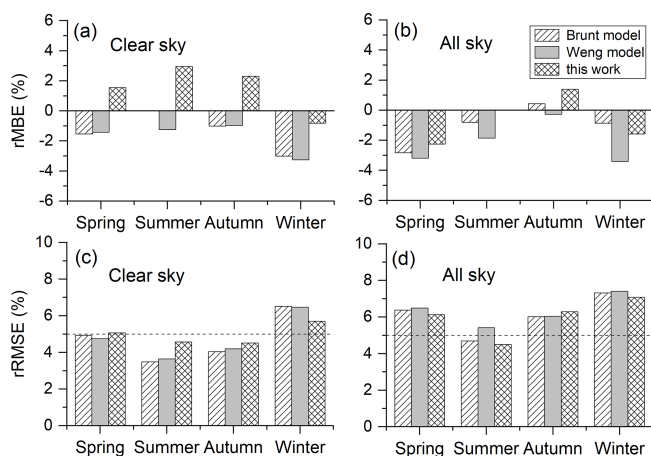 (a)
Clear sky
6
4
2
0
-2
-4
-6
rMBE (%)
Spring Summer Autumn Winter
(b)
All sky
Brunt model
Weng model
this work
6
4
2
0
-2
-4
-6
Spring Summer Autumn Winter
(c)
Clear sky
10
8
6
4
2
0
rRMSE (%)
Spring Summer Autumn Winter
(d)
All sky
10
8
6
4
2
0
Spring Summer Autumn Winter